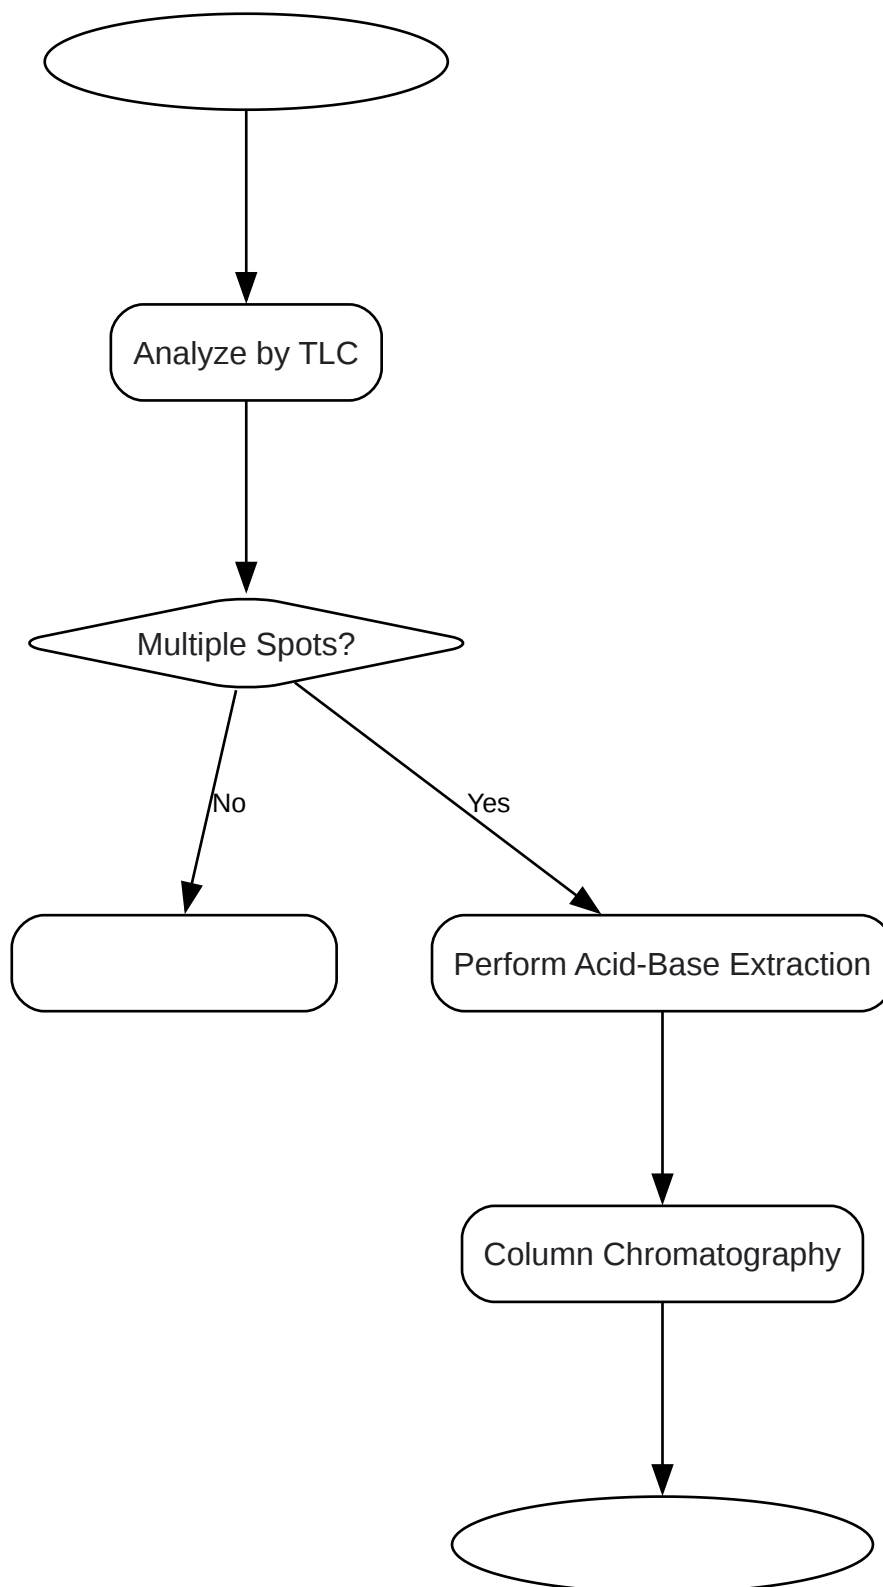 Analyze by TLC
Multiple Spots?
No
Yes
Perform Acid-Base Extraction
Column Chromatography